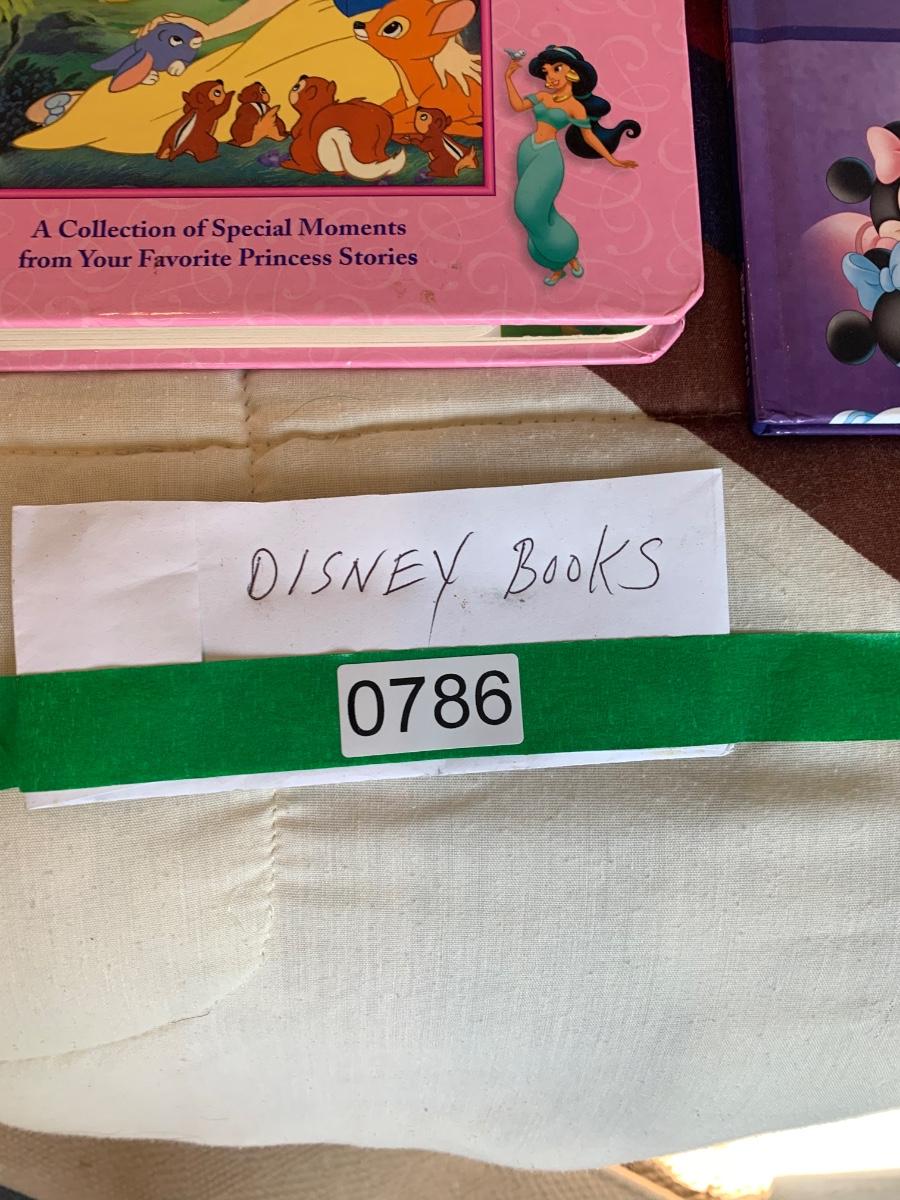 A Collection of Special Moments
from Your Favorite Princess Stories
DISNEY BOOKS
0786